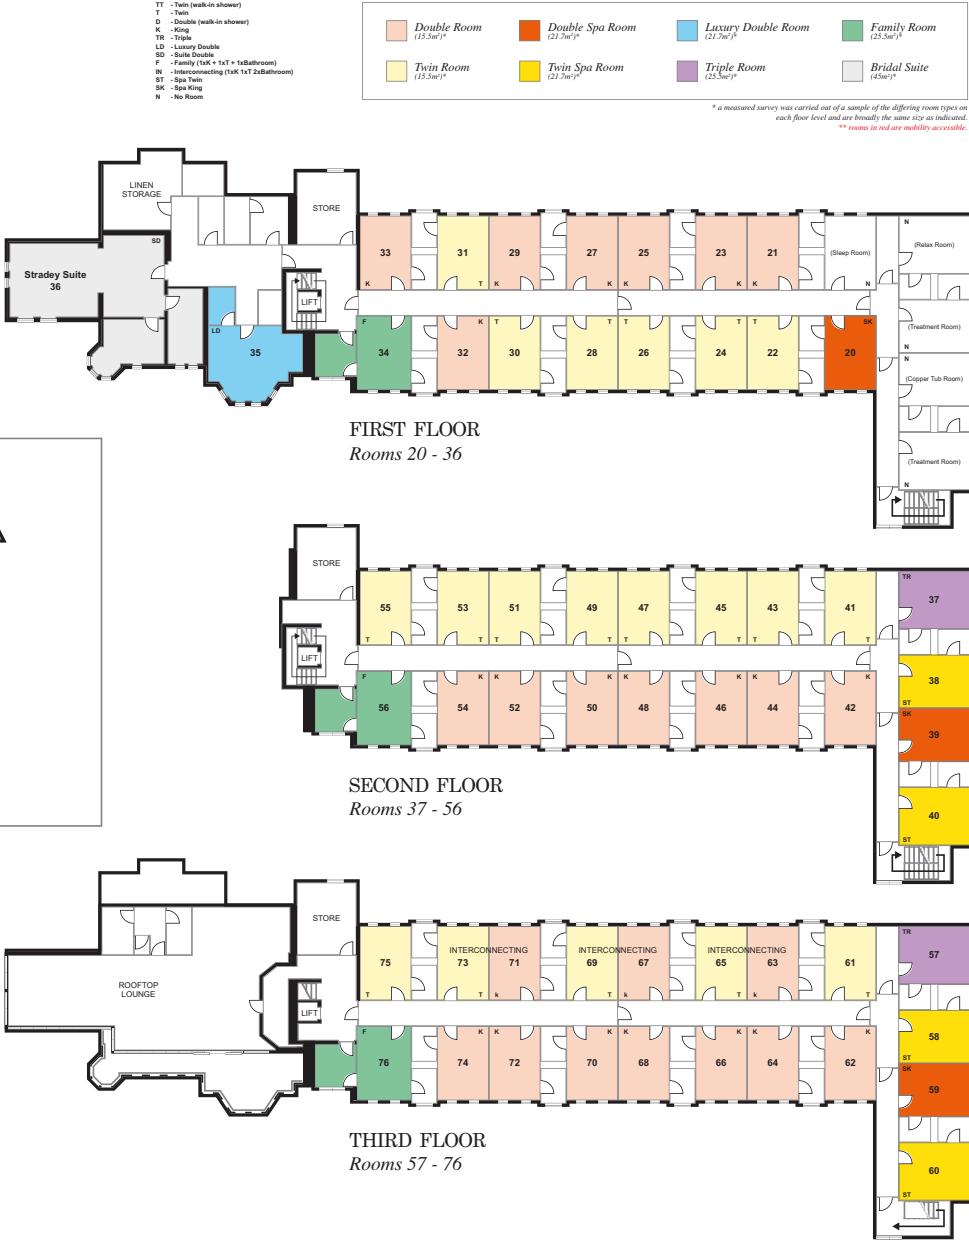 TT - Twin (walk-in shower)
T - Twin
D - Double (walk-in shower)
K - King
TR - Triple
LD - Luxury Double
SD - Suite Double
F - Family (1xK + 1xT + 1xBathroom)
IN - Interconnecting (1xK 1xT 2xBathroom)
ST - Spa Twin
SK - Spa King
N - No Room
Double Room
(15.5m²)*
Double Spa Room
(21.7m²)*
Luxury Double Room
(21.7m²)*
Family Room
(25.5m²)*
Twin Room
(15.5m²)*
Twin Spa Room
(21.7m²)*
Triple Room
(25.5m²)*
Bridal Suite
(45m²)*
* a measured survey was carried out of a sample of the differing room types on
each floor level and are broadly the same size as indicated.
** rooms in red are mobility accessible.
LINEN
STORAGE
STORE
SD
Stradey Suite
36
LIFT
LD
35
33
K
31
T
29
K
27
K
25
K
23
K
21
K
(Sleep Room)
N
N
(Relax Room)
(Treatment Room)
N
N
(Copper Tub Room)
(Treatment Room)
N
F
34
K
32
T
30
T
28
T
26
T
24
T
22
SK
20
FIRST FLOOR
Rooms 20 - 36
STORE
LIFT
55
T
53
T
51
T
49
T
47
T
45
T
43
T
41
T
TR
37
38
ST
SK
39
40
ST
F
56
K
54
K
52
K
50
K
48
K
46
K
44
K
42
SECOND FLOOR
Rooms 37 - 56
STORE
ROOFTOP
LOUNGE
LIFT
75
T
INTERCONNECTING
73
T
71
k
INTERCONNECTING
69
T
67
k
INTERCONNECTING
65
T
63
k
61
T
TR
57
58
ST
SK
59
60
ST
F
76
K
74
K
72
K
70
K
68
K
66
K
64
K
62
THIRD FLOOR
Rooms 57 - 76